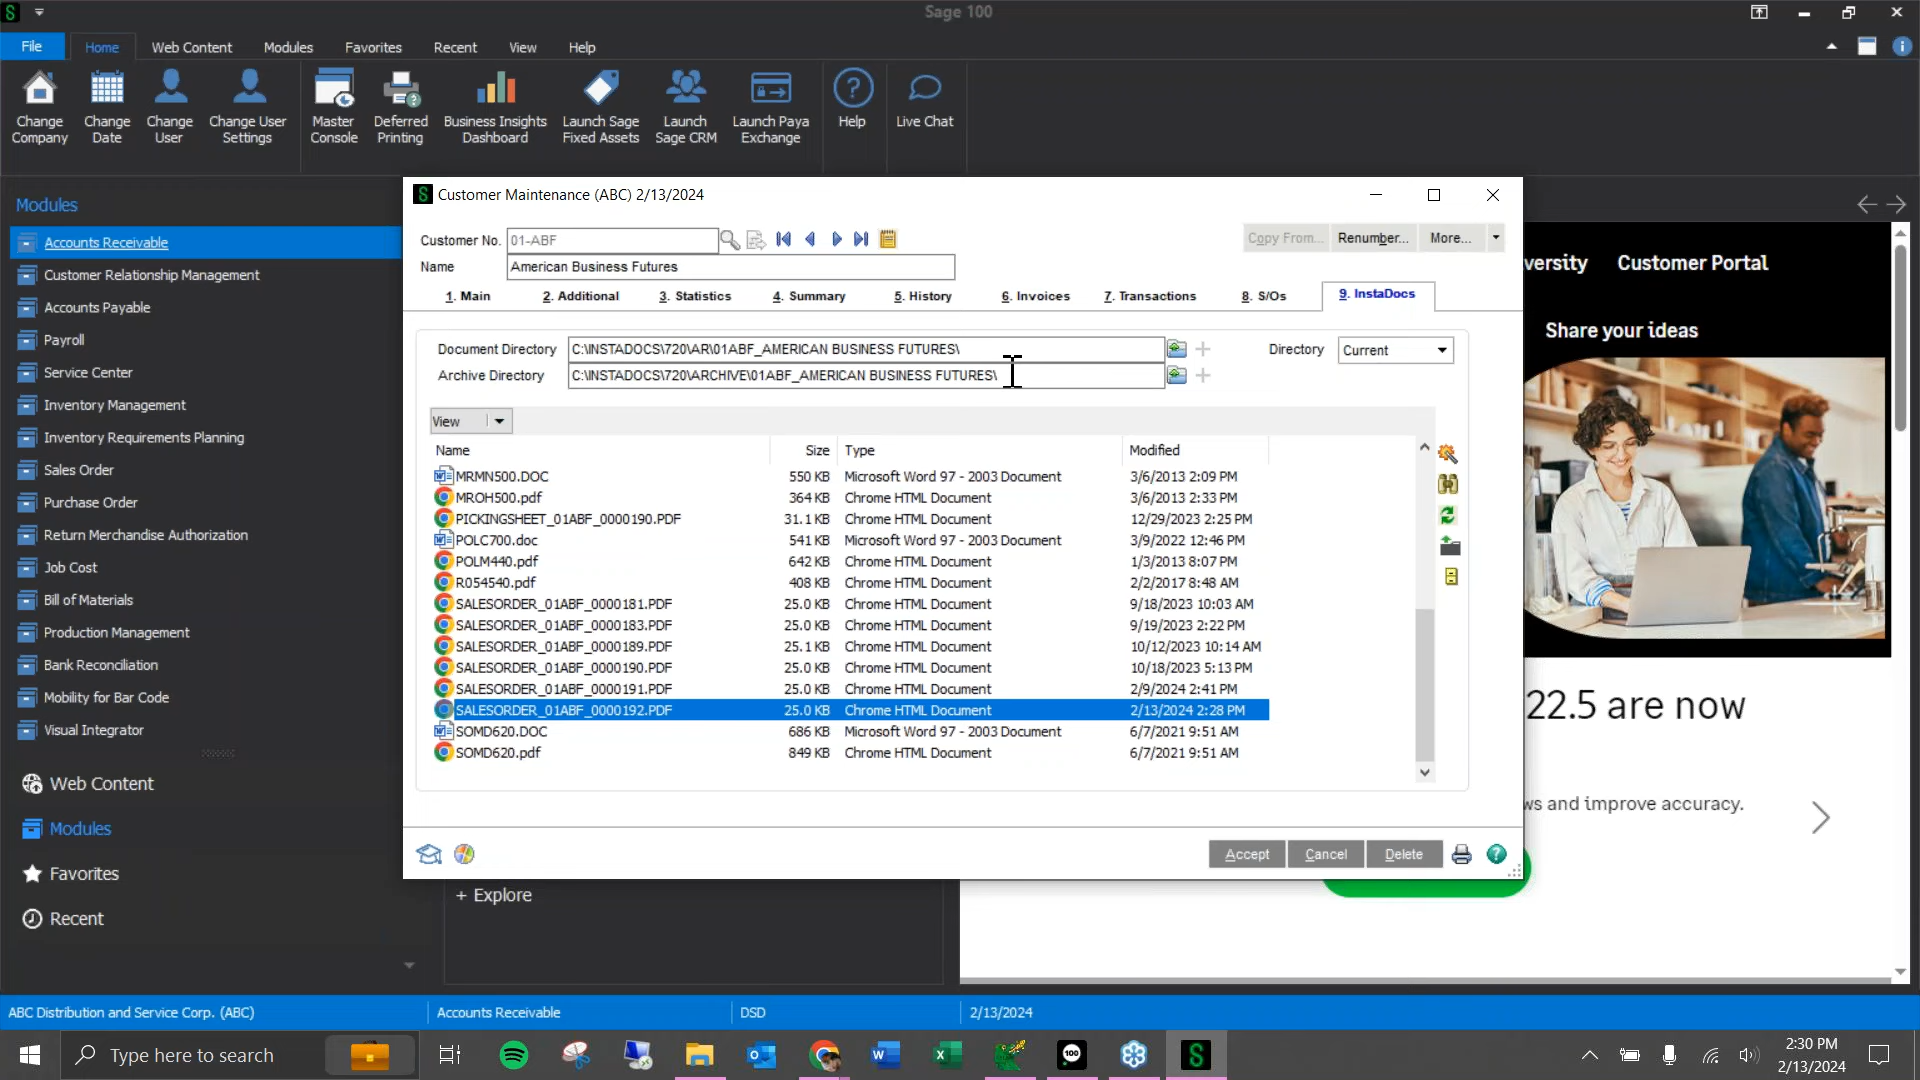 Sage 100
File Home Web Content Modules Favorites Recent View Help
Change Company
Change Date
Change User
Change User Settings
Master Console
Deferred Printing
Business Insights Dashboard
Launch Sage Fixed Assets
Launch Sage CRM
Launch Paya Exchange
Help
Live Chat
Modules
Accounts Receivable
Customer Relationship Management
Accounts Payable
Payroll
Service Center
Inventory Management
Inventory Requirements Planning
Sales Order
Purchase Order
Return Merchandise Authorization
Job Cost
Bill of Materials
Production Management
Bank Reconciliation
Mobility for Bar Code
Visual Integrator
Web Content
Modules
Favorites
Recent
Customer Maintenance (ABC) 2/13/2024
Customer No. 01-ABF
Copy From... Renumber... More...
Name American Business Futures
1. Main 2. Additional 3. Statistics 4. Summary 5. History 6. Invoices 7. Transactions 8. S/Os 9. InstaDocs
Document Directory C:\INSTADOCS\720\AR\01ABF_AMERICAN BUSINESS FUTURES\ Directory Current
Archive Directory C:\INSTADOCS\720\ARCHIVE\01ABF_AMERICAN BUSINESS FUTURES\
View
Name Size Type Modified
MRMN500.DOC 550 KB Microsoft Word 97 - 2003 Document 3/6/2013 2:09 PM
MROH500.pdf 364 KB Chrome HTML Document 3/6/2013 2:33 PM
PICKINGSHEET_01ABF_0000190.PDF 31.1 KB Chrome HTML Document 12/29/2023 2:25 PM
POLC700.doc 541 KB Microsoft Word 97 - 2003 Document 3/9/2022 12:46 PM
POLM440.pdf 642 KB Chrome HTML Document 1/3/2013 8:07 PM
R054540.pdf 408 KB Chrome HTML Document 2/2/2017 8:48 AM
SALESORDER_01ABF_0000181.PDF 25.0 KB Chrome HTML Document 9/18/2023 10:03 AM
SALESORDER_01ABF_0000183.PDF 25.0 KB Chrome HTML Document 9/19/2023 2:22 PM
SALESORDER_01ABF_0000189.PDF 25.1 KB Chrome HTML Document 10/12/2023 10:14 AM
SALESORDER_01ABF_0000190.PDF 25.0 KB Chrome HTML Document 10/18/2023 5:13 PM
SALESORDER_01ABF_0000191.PDF 25.0 KB Chrome HTML Document 2/9/2024 2:41 PM
SALESORDER_01ABF_0000192.PDF 25.0 KB Chrome HTML Document 2/13/2024 2:28 PM
SOMD620.DOC 686 KB Microsoft Word 97 - 2003 Document 6/7/2021 9:51 AM
SOMD620.pdf 849 KB Chrome HTML Document 6/7/2021 9:51 AM
Accept Cancel Delete
+ Explore
versity Customer Portal
Share your ideas
22.5 are now
ws and improve accuracy.
ABC Distribution and Service Corp. (ABC) Accounts Receivable DSD 2/13/2024
Type here to search
100
2:30 PM
2/13/2024